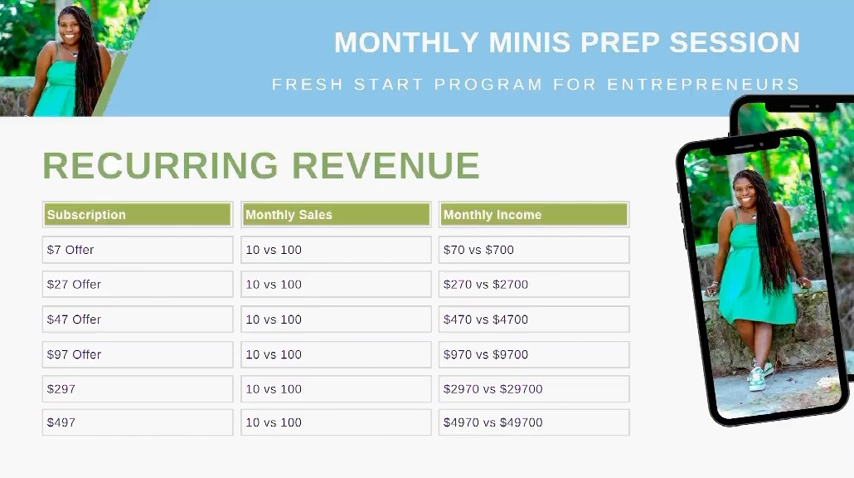 MONTHLY MINIS PREP SESSION
FRESH START PROGRAM FOR ENTREPRENEURS
RECURRING REVENUE
Subscription Monthly Sales Monthly Income
$7 Offer 10 vs 100 $70 vs $700
$27 Offer 10 vs 100 $270 vs $2700
$47 Offer 10 vs 100 $470 vs $4700
$97 Offer 10 vs 100 $970 vs $9700
$297 10 vs 100 $2970 vs $29700
$497 10 vs 100 $4970 vs $49700